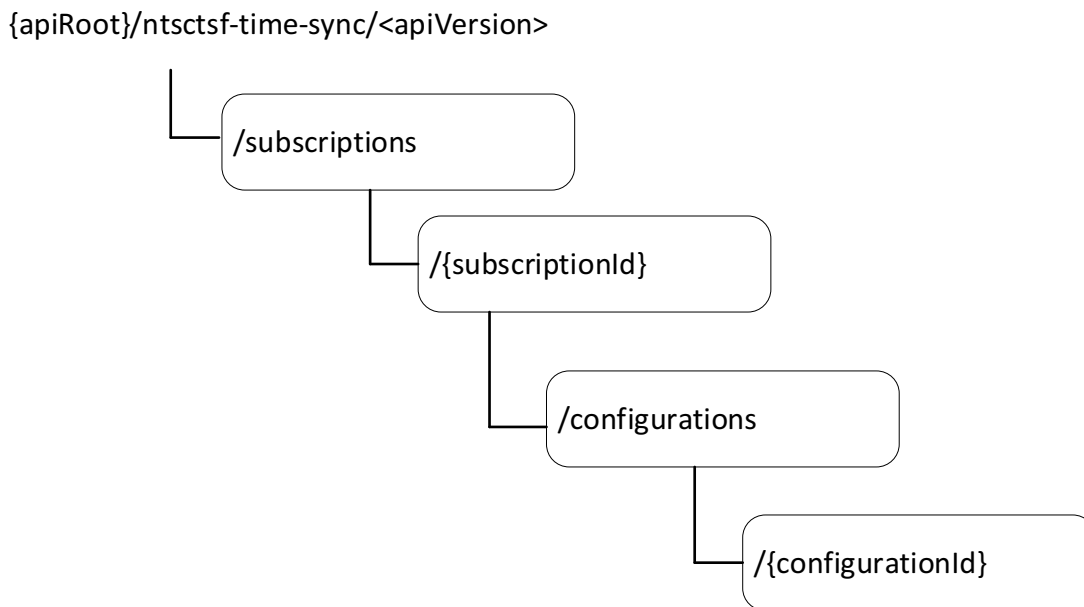 {apiRoot}/ntsctsf-time-sync/<apiVersion>
/subscriptions
/{subscriptionId}
/configurations
/{configurationId}